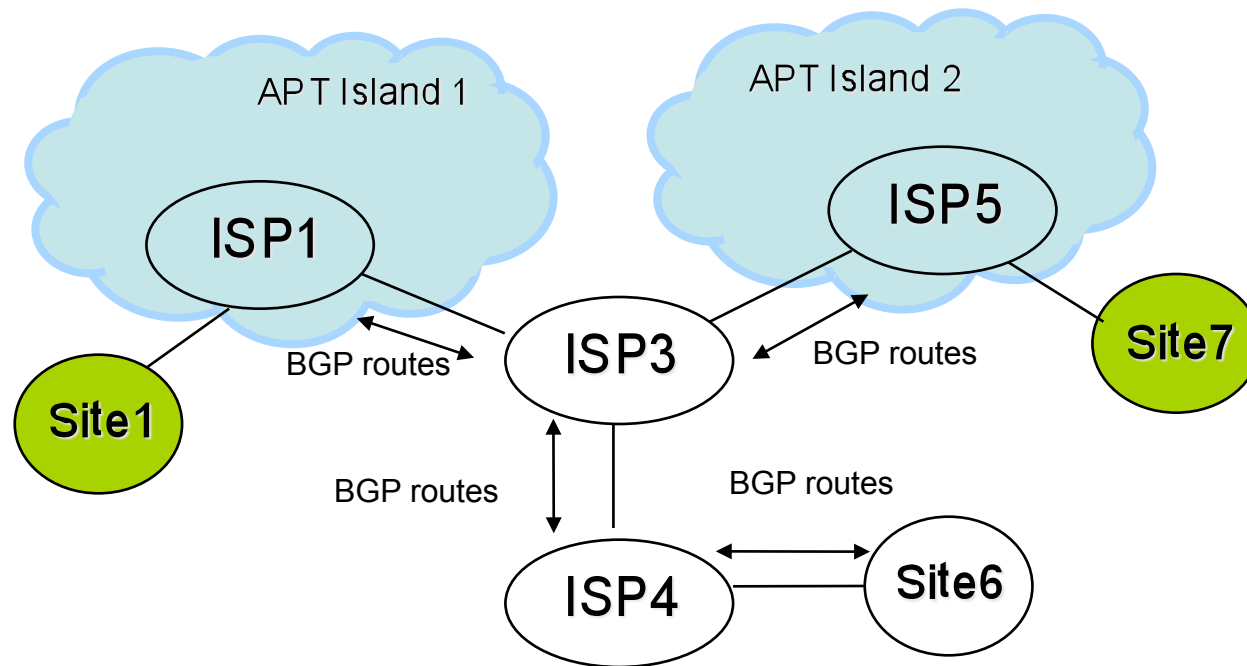 APT Island 1
APT Island 2
ISP1
ISP5
BGP routes
ISP3
BGP routes
Site7
Site1
BGP routes
BGP routes
ISP4
Site6